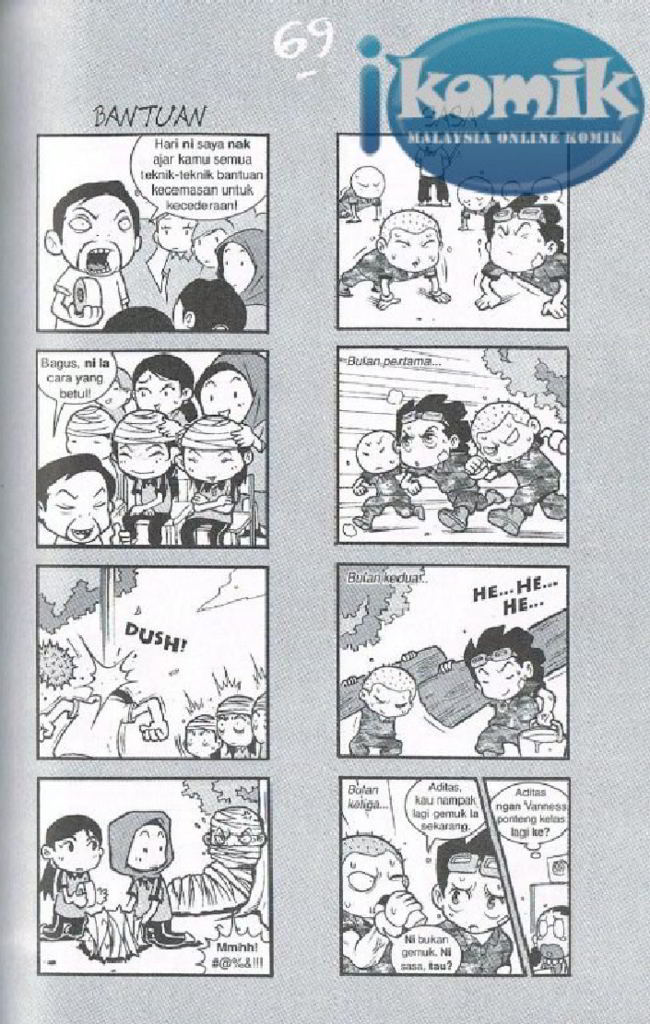 69
ikomik
MALAYSIA ONLINE KOMIK
BANTUAN
Hari ni saya nak
ajar kamu semua
teknik-teknik bantuan
kecemasan untuk
kecederaan!
Bagus, ni la
cara yang
betul!
DUSH!
Mmihh!
#@%&!!!
SASA
Bulan pertama...
Bulan kedua...
HE... HE...
HE...
Bulan
ketiga...
Aditas,
kau nampak
lagi gemuk la
sekarang.
Ni bukan
gemuk. Ni
sasa, tau?
Aditas
ngan Vanness
ponteng kelas
lagi ke?